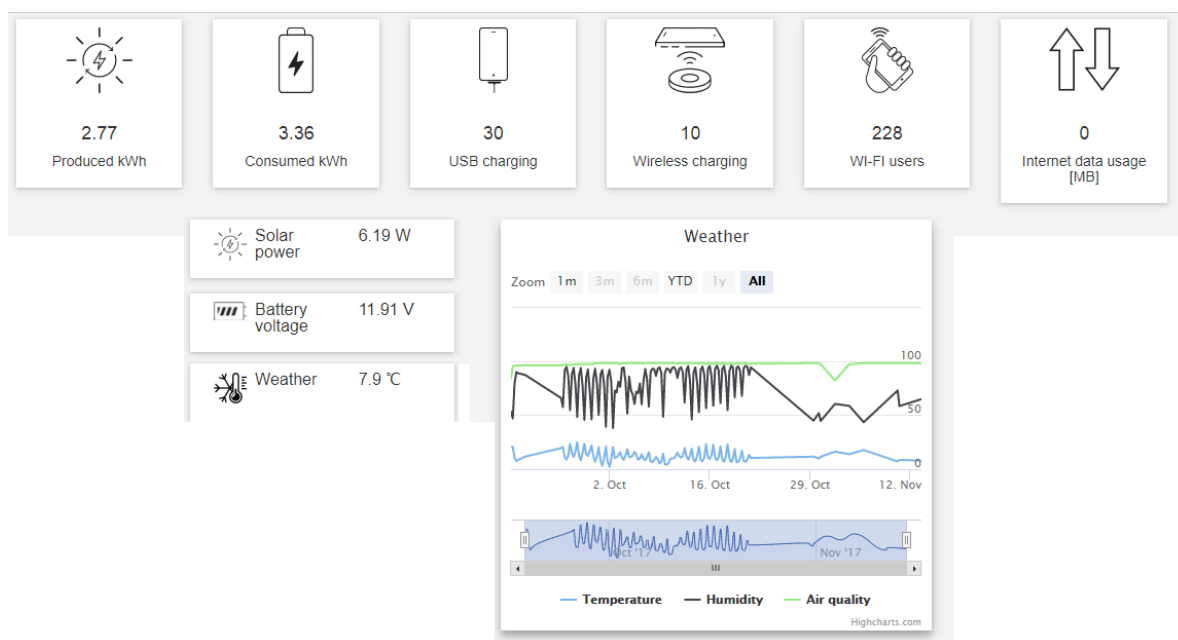 2.77
Produced kWh
3.36
Consumed kWh
30
USB charging
10
Wireless charging
228
WI-FI users
0
Internet data usage
[MB]
Solar
power
6.19 W
Battery
voltage
11.91 V
Weather
7.9 ℃
Weather
Zoom 1m 3m 6m YTD 1y All
100
50
0
2. Oct 16. Oct 29. Oct 12. Nov
Oct '17 Nov '17
Temperature Humidity Air quality
Highcharts.com